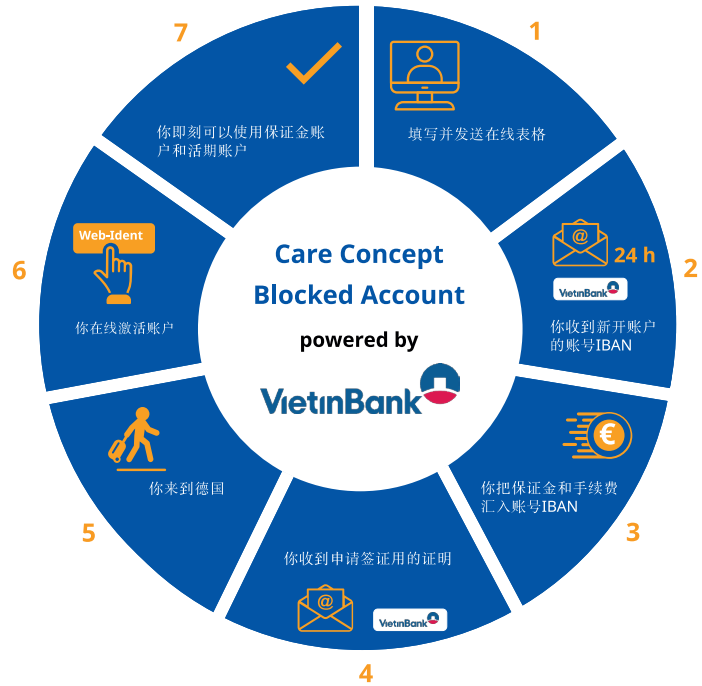 Care Concept
Blocked Account
powered by
VietinBank
1
填写并发送在线表格
2
@
24 h
VietinBank
你收到新开账户
的账号IBAN
3
€
你把保证金和手续费
汇入账号IBAN
4
你收到申请签证用的证明
@
VietinBank
5
你来到德国
6
Web-Ident
你在线激活账户
7
你即刻可以使用保证金账
户和活期账户